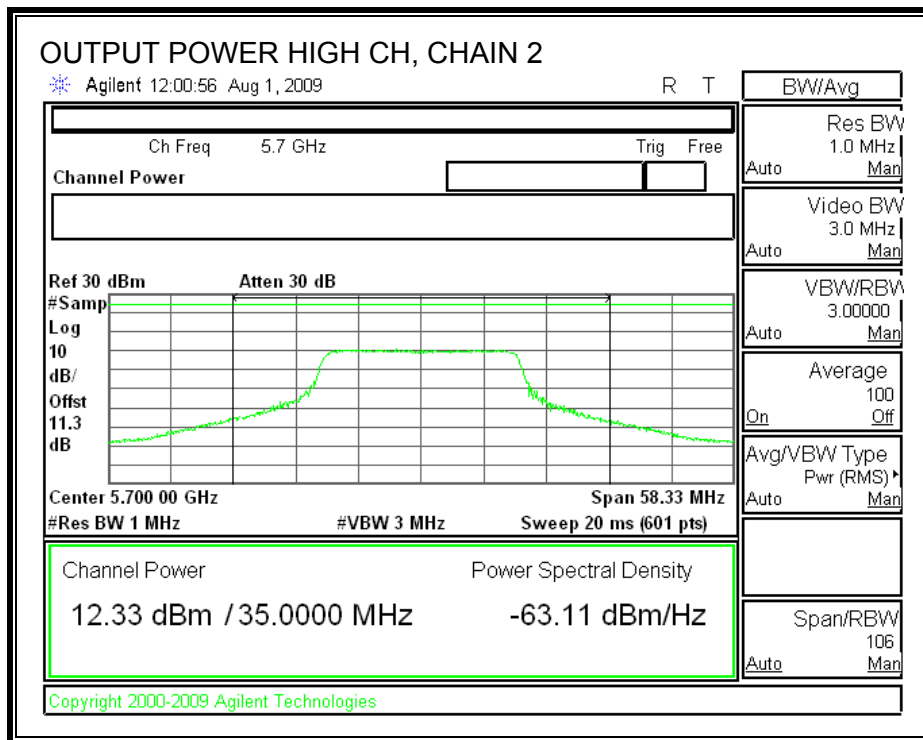 OUTPUT POWER HIGH CH, CHAIN 2
Agilent 12:00:56 Aug 1, 2009 R T
BW/Avg
Ch Freq 5.7 GHz Trig Free
Channel Power
Res BW
1.0 MHz
Auto Man
Video BW
3.0 MHz
Auto Man
VBW/RBW
3.00000
Auto Man
Average
100
On Off
Avg/VBW Type
Pwr (RMS)
Auto Man
Span/RBW
106
Auto Man
Ref 30 dBm Atten 30 dB
#Samp
Log
10
dB/
Offst
11.3
dB
Center 5.700 00 GHz Span 58.33 MHz
#Res BW 1 MHz #VBW 3 MHz Sweep 20 ms (601 pts)
Channel Power Power Spectral Density
12.33 dBm / 35.0000 MHz -63.11 dBm/Hz
Copyright 2000-2009 Agilent Technologies